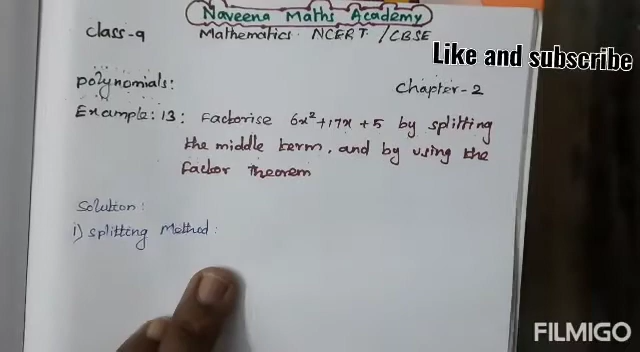 Naveena Maths Academy
Class-9 Mathematics NCERT / CBSE
Like and subscribe
Polynomials: Chapter-2
Example: 13: Factorise 6x²+17x+5 by splitting
the middle term, and by using the
Factor Theorem
Solution:
i) Splitting Method:
FILMIGO